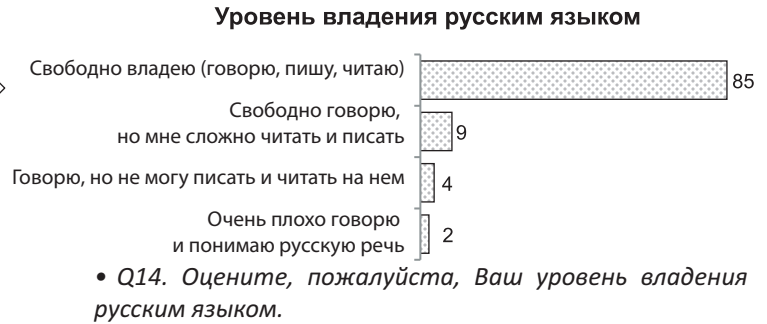 Уровень владения русским языком
Свободно владею (говорю, пишу, читаю)
85
Свободно говорю,
но мне сложно читать и писать
9
Говорю, но не могу писать и читать на нем
4
Очень плохо говорю
и понимаю русскую речь
2
• Q14. Оцените, пожалуйста, Ваш уровень владения
русским языком.